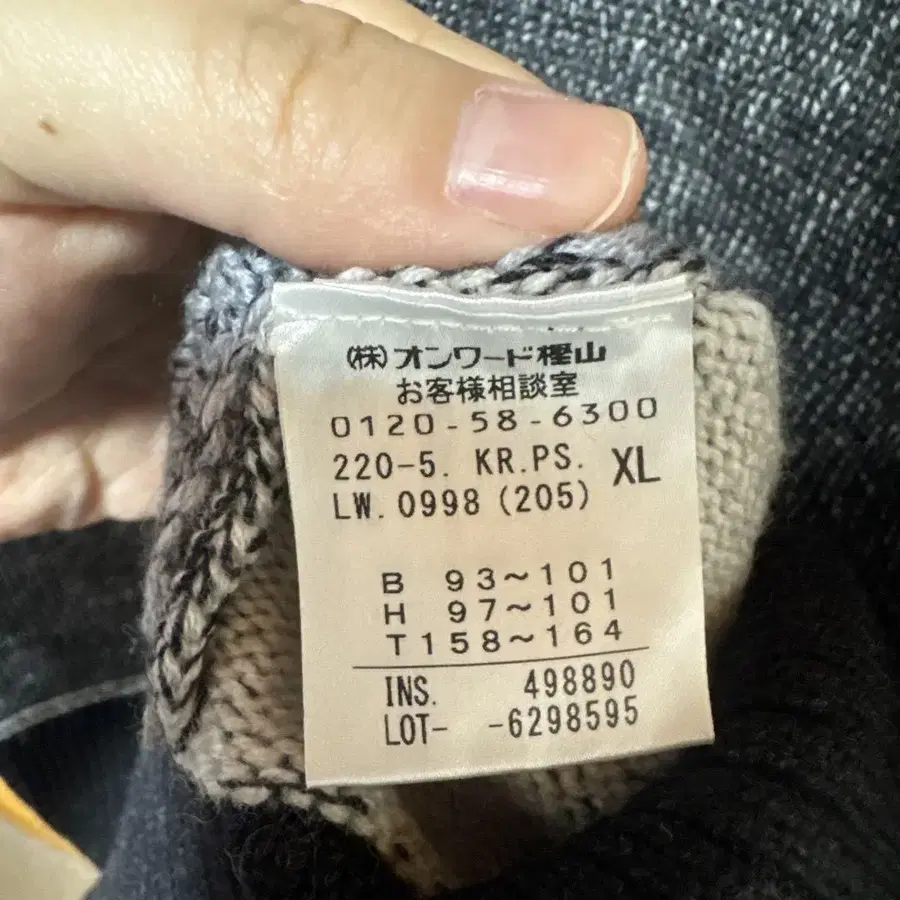 (株)オンワード樫山
お客様相談室
0120-58-6300
220-5. KR.PS. XL
LW.0998(205)
B 93~101
H 97~101
T158~164
INS. 498890
LOT- -6298595